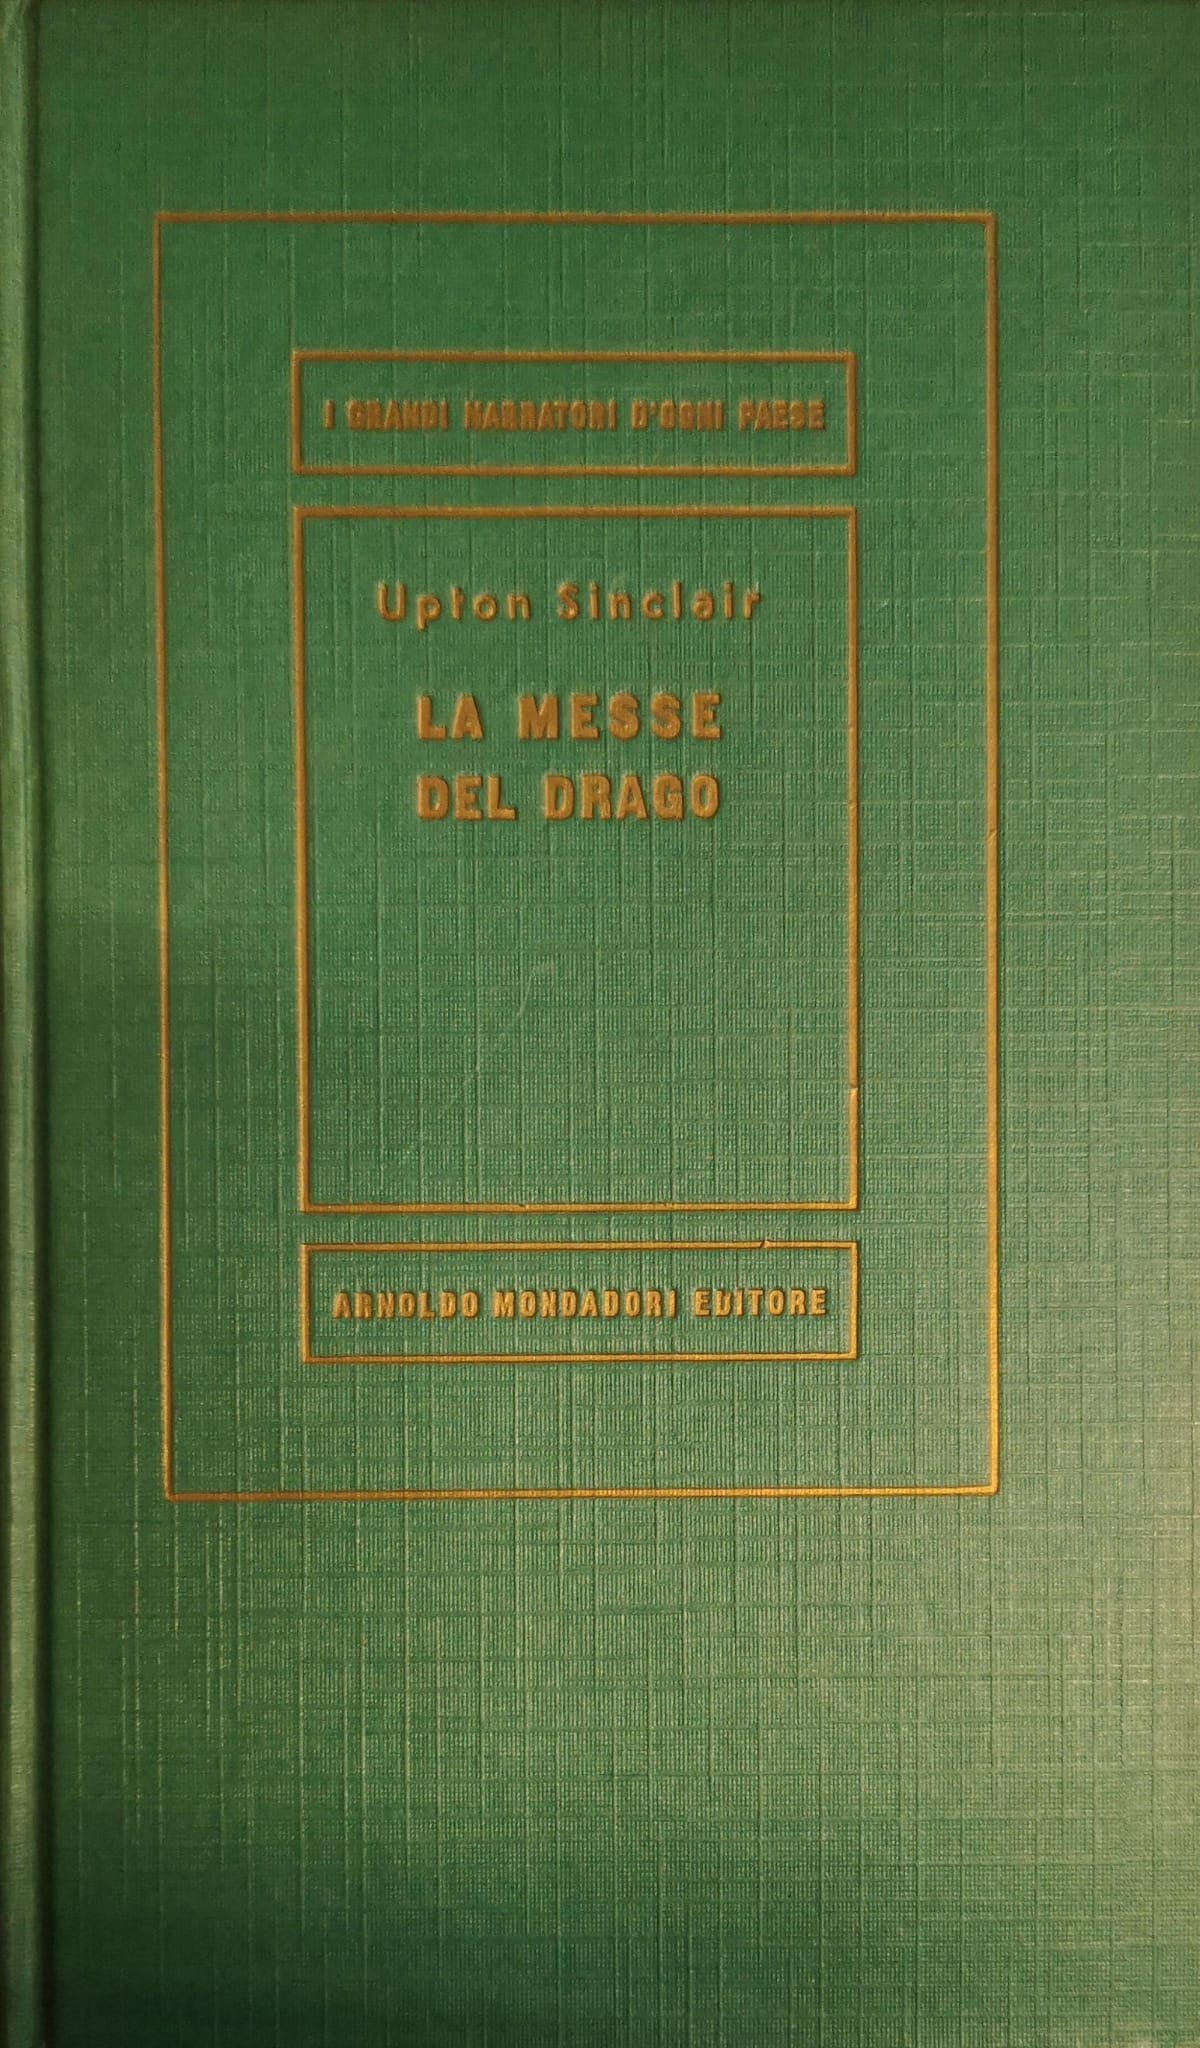 I GRANDI NARRATORI D'OGNI PAESE
Upton Sinclair
LA MESSE
DEL DRAGO
ARNOLDO MONDADORI EDITORE